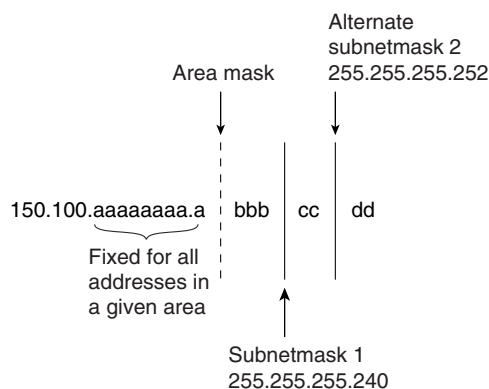 Alternate
subnetmask 2
255.255.255.252
Area mask
150.100.aaaaaaaa.a bbb cc dd
Fixed for all
addresses in
a given area
Subnetmask 1
255.255.255.240